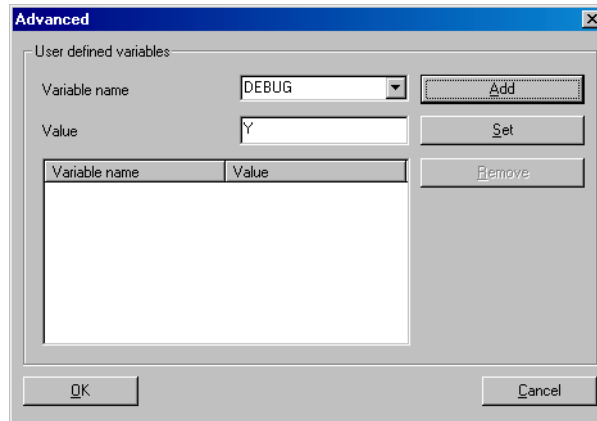 Advanced
User defined variables
Variable name DEBUG Add
Value Y Set
Variable name Value Remove
OK Cancel